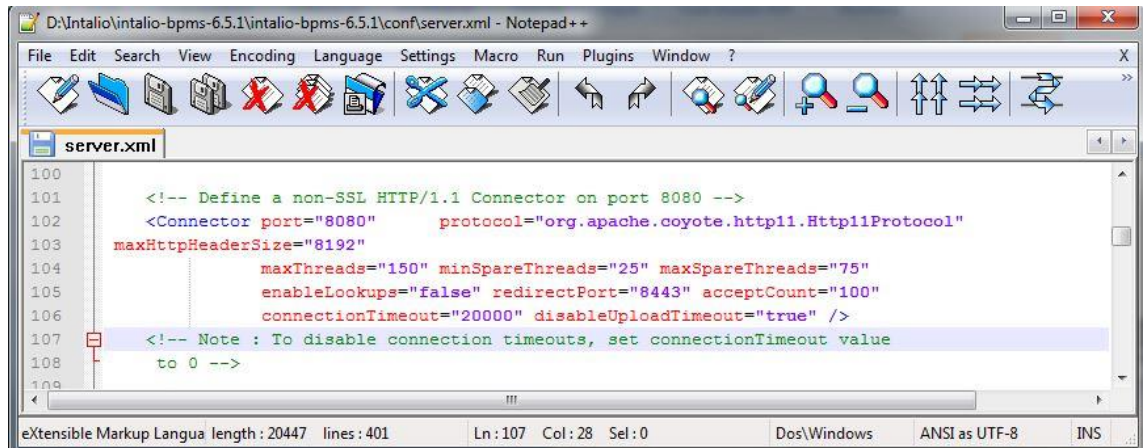 D:\Intalio\intalio-bpms-6.5.1\intalio-bpms-6.5.1\conf\server.xml - Notepad++
File Edit Search View Encoding Language Settings Macro Run Plugins Window ? X
server.xml
100
101 <!-- Define a non-SSL HTTP/1.1 Connector on port 8080 -->
102 <Connector port="8080" protocol="org.apache.coyote.http11.Http11Protocol"
103 maxHttpHeaderSize="8192"
104 maxThreads="150" minSpareThreads="25" maxSpareThreads="75"
105 enableLookups="false" redirectPort="8443" acceptCount="100"
106 connectionTimeout="20000" disableUploadTimeout="true" />
107 <!-- Note : To disable connection timeouts, set connectionTimeout value
108 to 0 -->
109
eXtensible Markup Langua length : 20447 lines : 401 Ln : 107 Col : 28 Sel : 0 Dos\Windows ANSI as UTF-8 INS